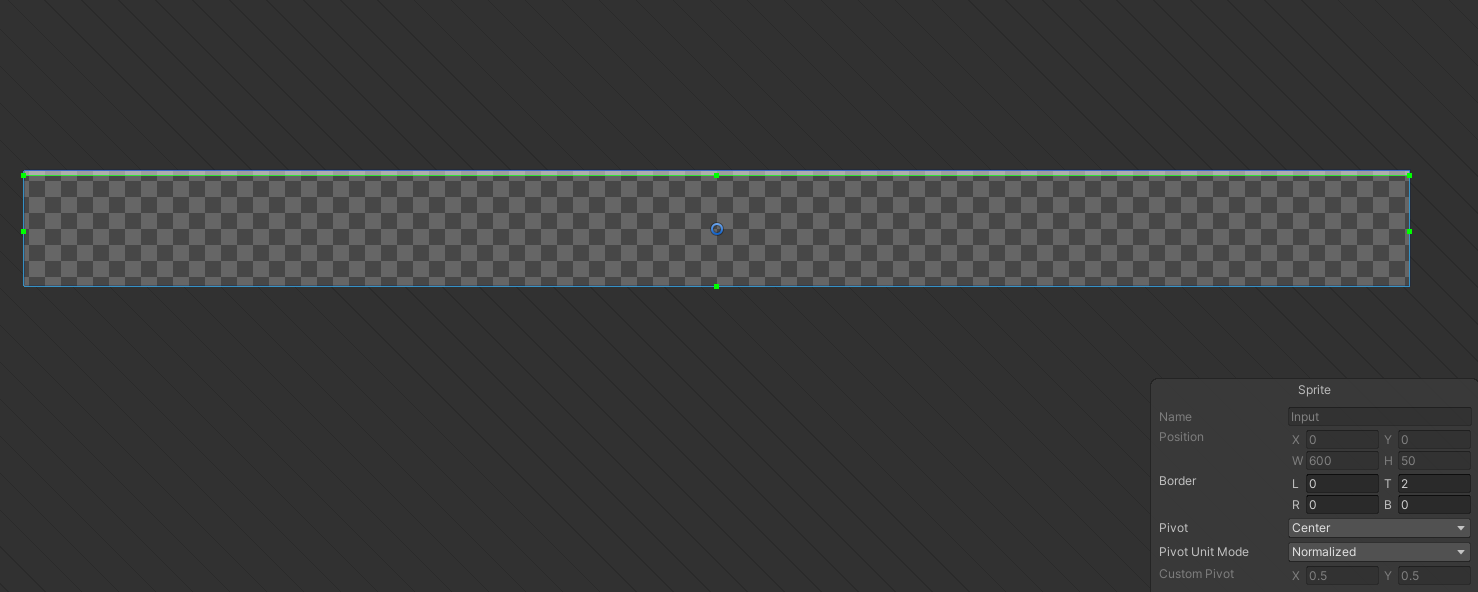 Sprite
Name Input
Position X 0 Y 0
W 600 H 50
Border L 0 T 2
R 0 B 0
Pivot Center
Pivot Unit Mode Normalized
Custom Pivot X 0.5 Y 0.5